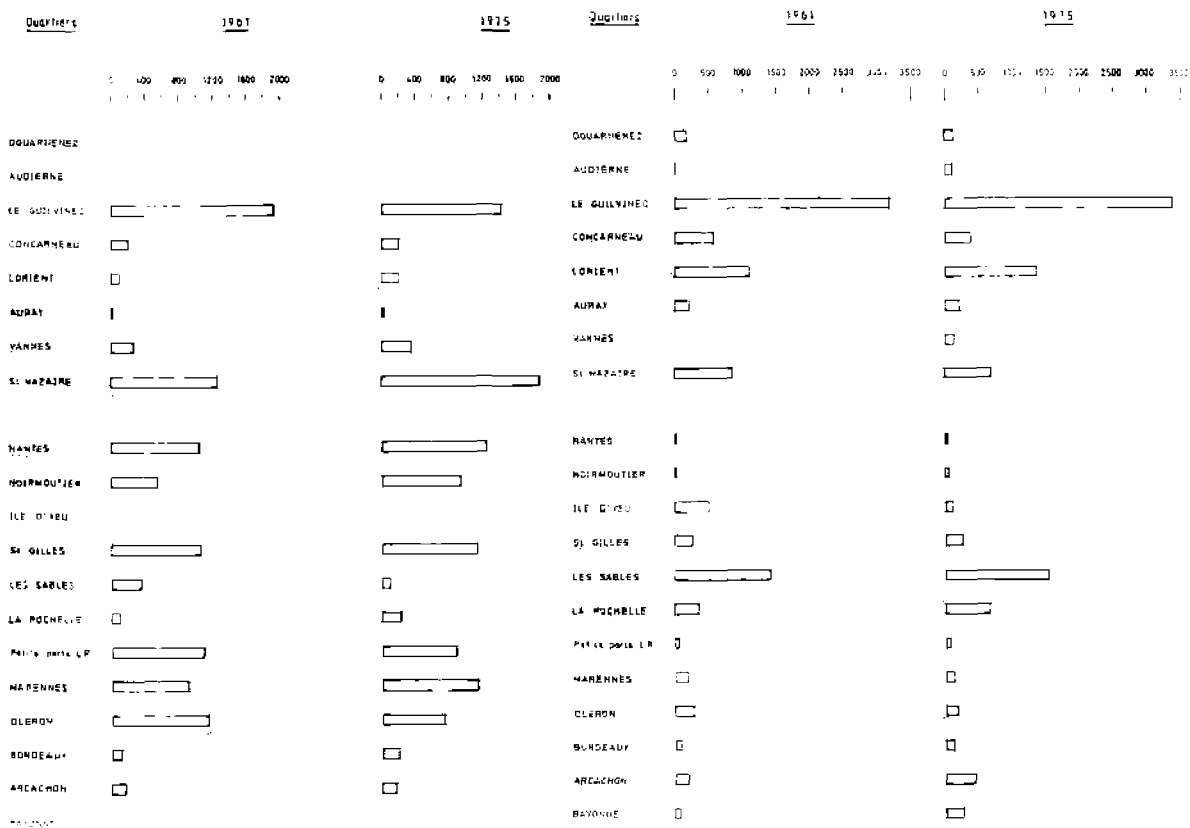 Quartiers 1961 1975
0 400 800 1200 1600 2000
0 400 800 1200 1600 2000
DOUARNENEZ
AUDIERNE
LE GUILVINEC
CONCARNEAU
LORIENT
AURAY
VANNES
St NAZAIRE
NANTES
NOIRMOUTIER
ILE D'YEU
St GILLES
LES SABLES
LA ROCHELLE
Petits ports LR
MARENNES
OLERON
BORDEAUX
ARCACHON
Quartiers 1961 1975
0 500 1000 1500 2000 2500 3500
0 500 1500 2000 2500 3000 3500
DOUARNENEZ
AUDIERNE
LE GUILVINEC
CONCARNEAU
LORIENT
AURAY
VANNES
St NAZAIRE
NANTES
NOIRMOUTIER
ILE D'YEU
St GILLES
LES SABLES
LA ROCHELLE
Petits ports LR
MARENNES
OLERON
BORDEAUX
ARCACHON
BAYONNE